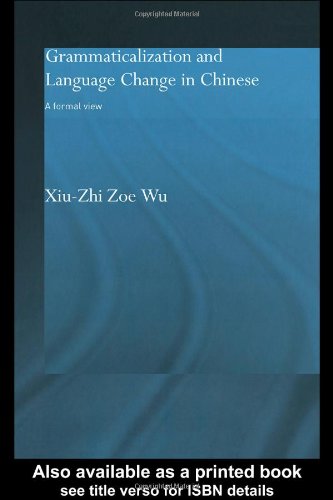 Grammaticalization and
Language Change in Chinese
A formal view
Xiu-Zhi Zoe Wu
Also available as a printed book
see title verso for ISBN details